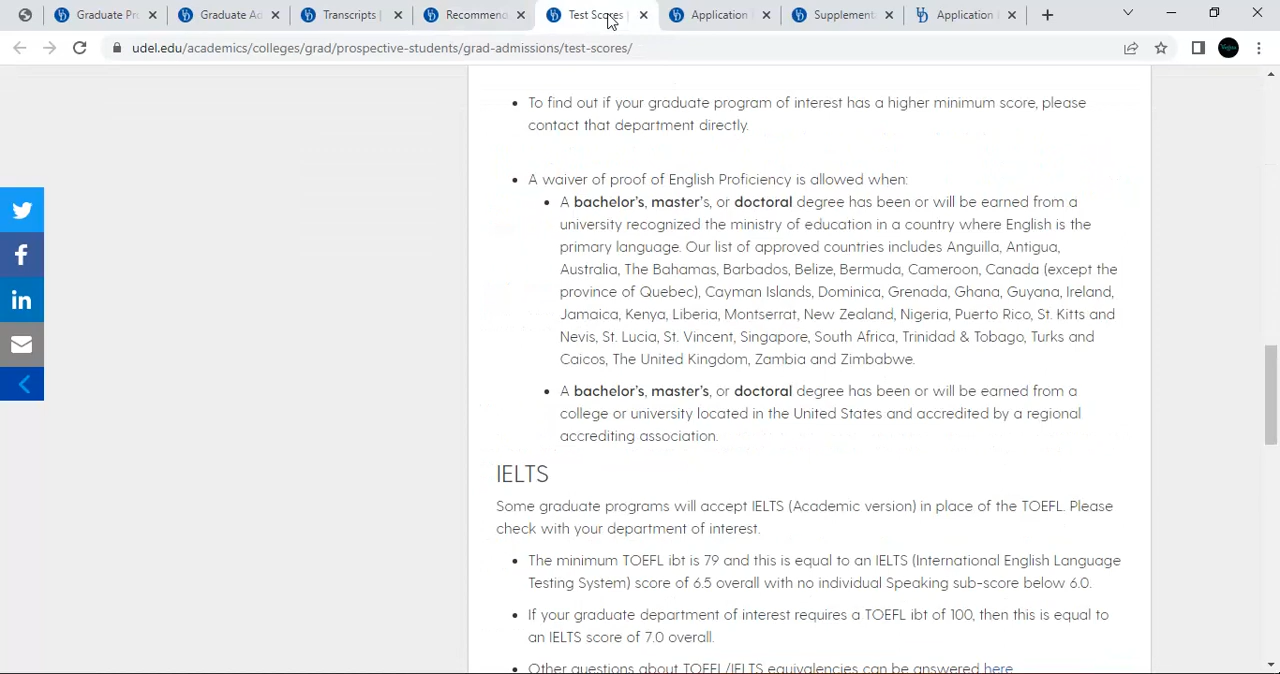 Graduate Pr
Graduate Ad
Transcripts |
Recommend
Test Scores |
Application
Supplement
Application
udel.edu/academics/colleges/grad/prospective-students/grad-admissions/test-scores/
To find out if your graduate program of interest has a higher minimum score, please
contact that department directly.
A waiver of proof of English Proficiency is allowed when:
A bachelor's, master's, or doctoral degree has been or will be earned from a
university recognized the ministry of education in a country where English is the
primary language. Our list of approved countries includes Anguilla, Antigua,
Australia, The Bahamas, Barbados, Belize, Bermuda, Cameroon, Canada (except the
province of Quebec), Cayman Islands, Dominica, Grenada, Ghana, Guyana, Ireland,
Jamaica, Kenya, Liberia, Montserrat, New Zealand, Nigeria, Puerto Rico, St. Kitts and
Nevis, St. Lucia, St. Vincent, Singapore, South Africa, Trinidad & Tobago, Turks and
Caicos, The United Kingdom, Zambia and Zimbabwe.
A bachelor's, master's, or doctoral degree has been or will be earned from a
college or university located in the United States and accredited by a regional
accrediting association.
IELTS
Some graduate programs will accept IELTS (Academic version) in place of the TOEFL. Please
check with your department of interest.
The minimum TOEFL ibt is 79 and this is equal to an IELTS (International English Language
Testing System) score of 6.5 overall with no individual Speaking sub-score below 6.0.
If your graduate department of interest requires a TOEFL ibt of 100, then this is equal to
an IELTS score of 7.0 overall.
Other questions about TOEFL/IELTS equivalencies can be answered here.